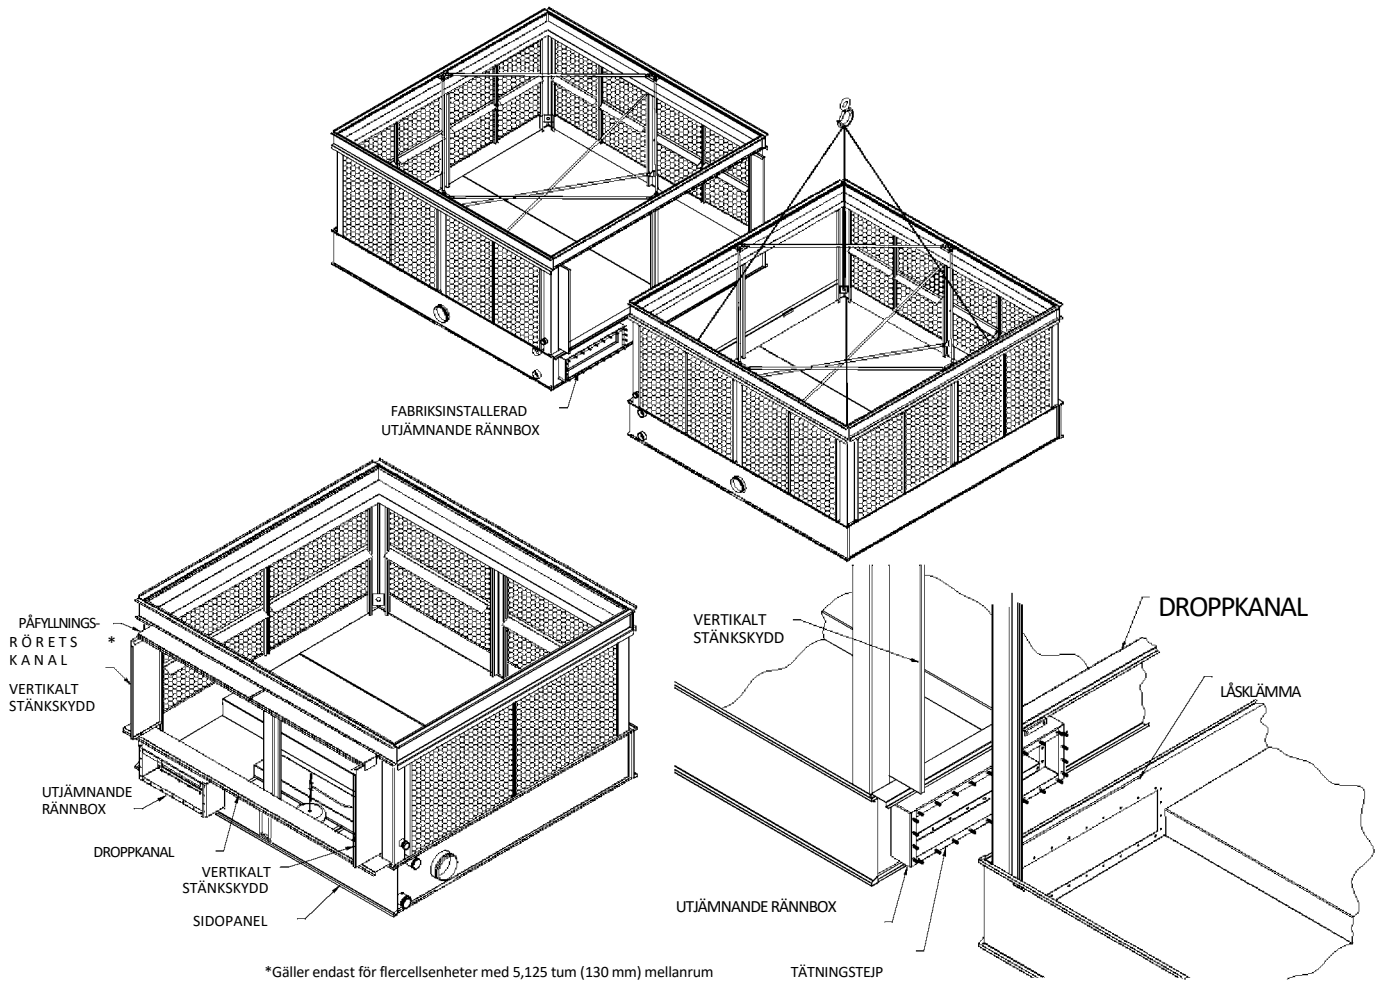 FABRIKSINSTALLERAD
UTJÄMNANDE RÄNNBOX
PÅFYLLNINGS-
RÖRETS *
KANAL
VERTIKALT
STÄNKSKYDD
UTJÄMNANDE
RÄNNBOX
DROPPKANAL
VERTIKALT
STÄNKSKYDD
SIDOPANEL
VERTIKALT
STÄNKSKYDD
DROPPKANAL
LÅSKLÄMMA
UTJÄMNANDE RÄNNBOX
TÄTNINGSTEJP
*Gäller endast för flercellsenheter med 5,125 tum (130 mm) mellanrum